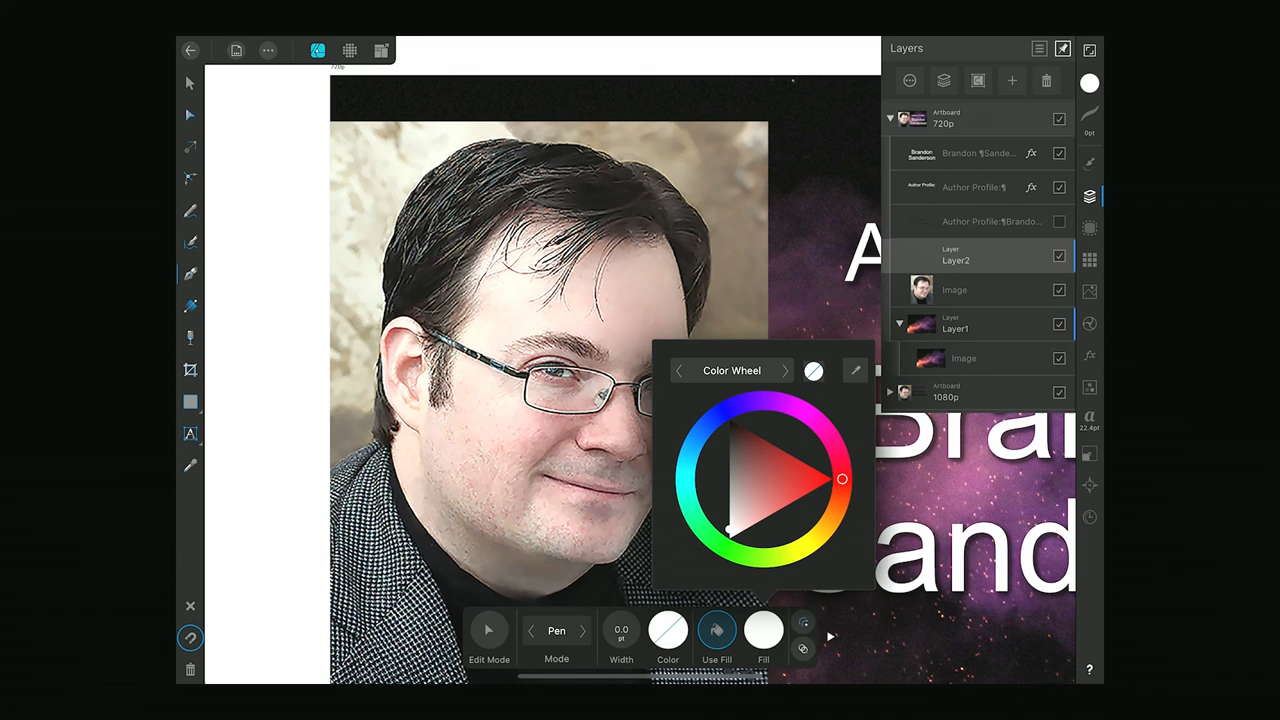 720p
Layers
Artboard
720p
Brandon
Sanderson
Brandon ¶Sande... fx
Author Profile:
Author Profile:¶ fx
Author Profile:¶Brando...
Layer
Layer2
Image
Layer
Layer1
Image
Artboard
1080p
0pt
fx
a
22.4pt
A
Color Wheel
Bran
and
Pen
0.0
pt
Edit Mode
Mode
Width
Color
Use Fill
Fill
A
?